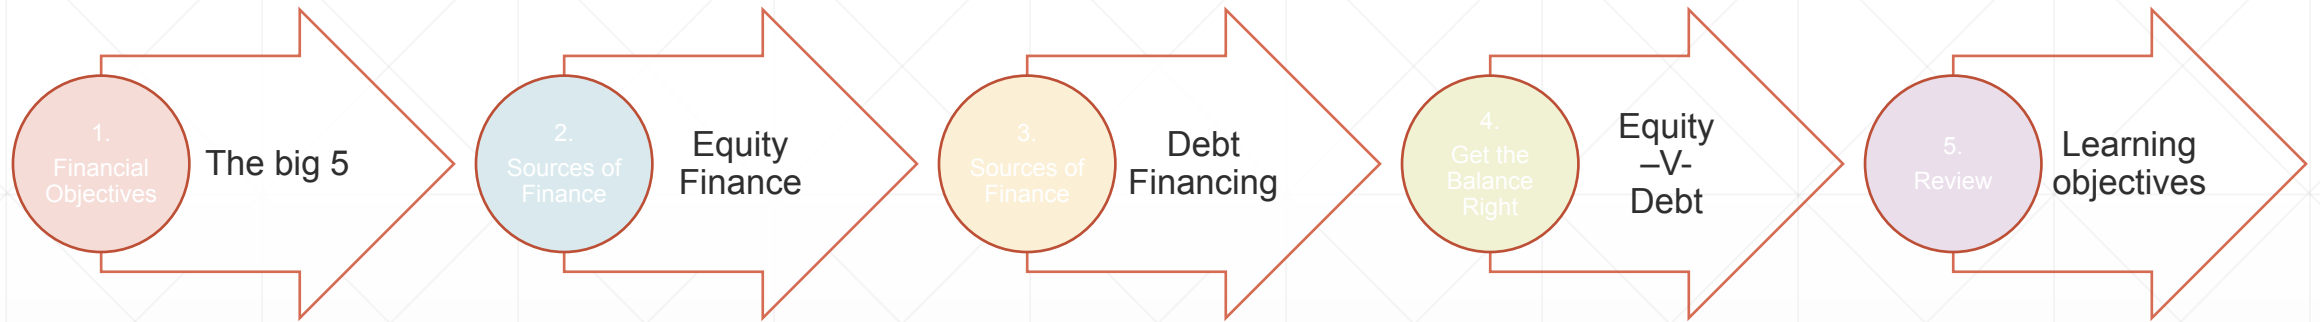 1.
Financial
Objectives
The big 5
2.
Sources of
Finance
Equity
Finance
3.
Sources of
Finance
Debt
Financing
4.
Get the
Balance
Right
Equity
–V-
Debt
5.
Review
Learning
objectives